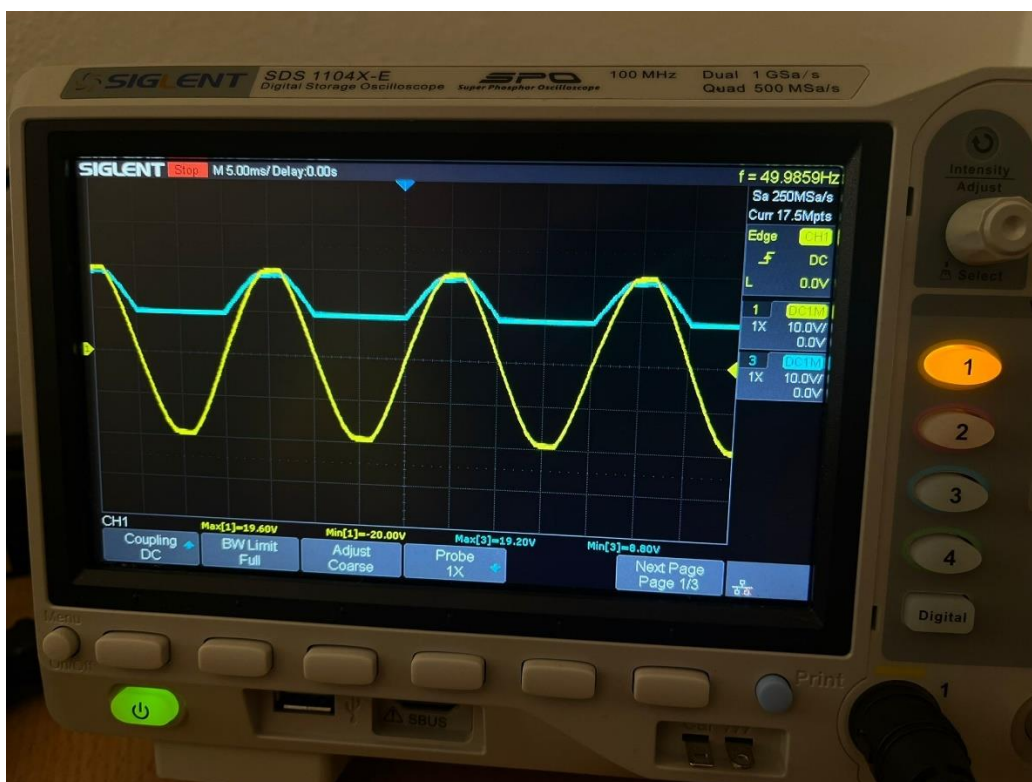 SIGLENT SDS 1104X-E SPO 100 MHz Dual 1 GSa/s
Digital Storage Oscilloscope Super Phosphor Oscilloscope Quad 500 MSa/s
Intensity
Adjust
Select
SIGLENT Stop M 5.00ms/ Delay:0.00s f = 49.9859Hz
Sa 250MSa/s
Curr 17.5Mpts
Edge CH1
DC
L 0.0V
1 DC1M
1X 10.0V/
0.0V
3 DC1M
1X 10.0V/
0.0V
1
CH1 Max[1]=19.60V Min[1]=-20.00V Max[3]=19.20V Min[3]=8.80V
Coupling
DC
BW Limit
Full
Adjust
Coarse
Probe
1X
Next Page
Page 1/3
1
2
3
4
Digital
Menu
On/Off
Print
SBUS
1